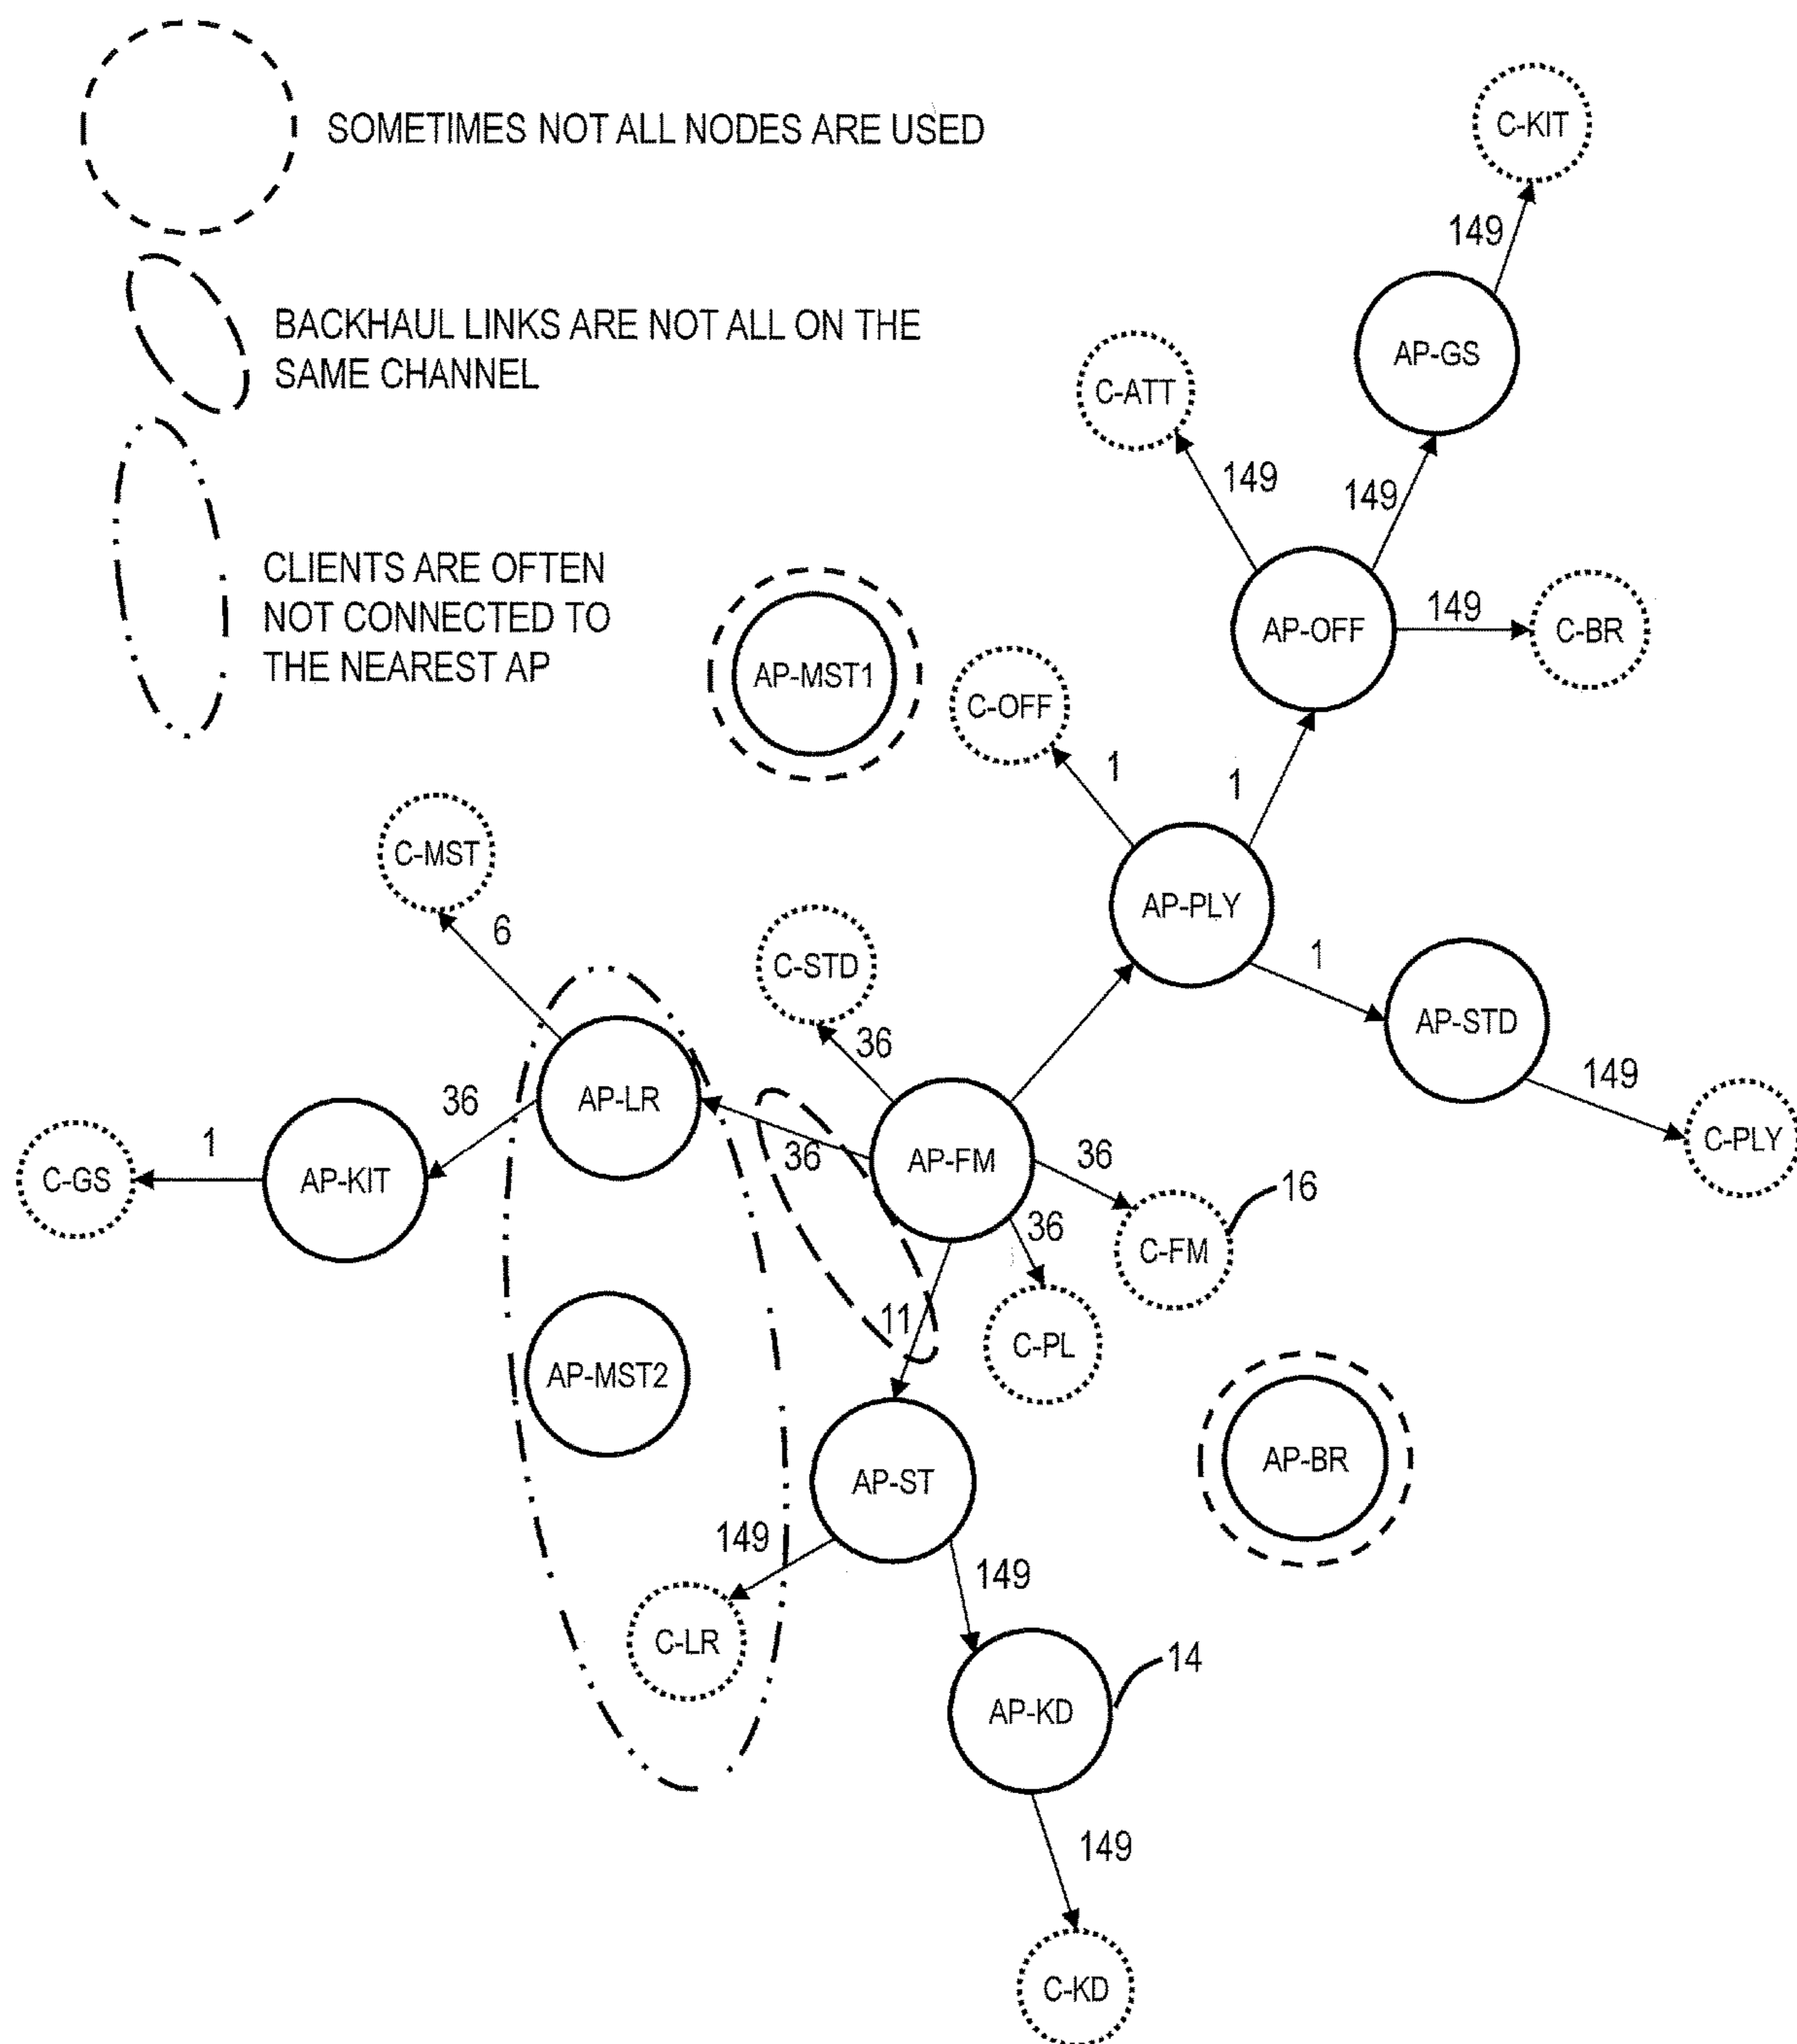 SOMETIMES NOT ALL NODES ARE USED
BACKHAUL LINKS ARE NOT ALL ON THE
SAME CHANNEL
CLIENTS ARE OFTEN
NOT CONNECTED TO
THE NEAREST AP
C-KIT
149
AP-GS
C-ATT
149
149
AP-OFF
149
C-BR
AP-MST1
C-OFF
1
1
AP-PLY
1
AP-STD
149
C-PLY
C-MST
6
C-STD
36
AP-LR
36
AP-KIT
1
C-GS
36
AP-FM
36
C-FM
16
36
C-PL
11
AP-MST2
AP-ST
AP-BR
149
C-LR
149
AP-KD
14
149
C-KD